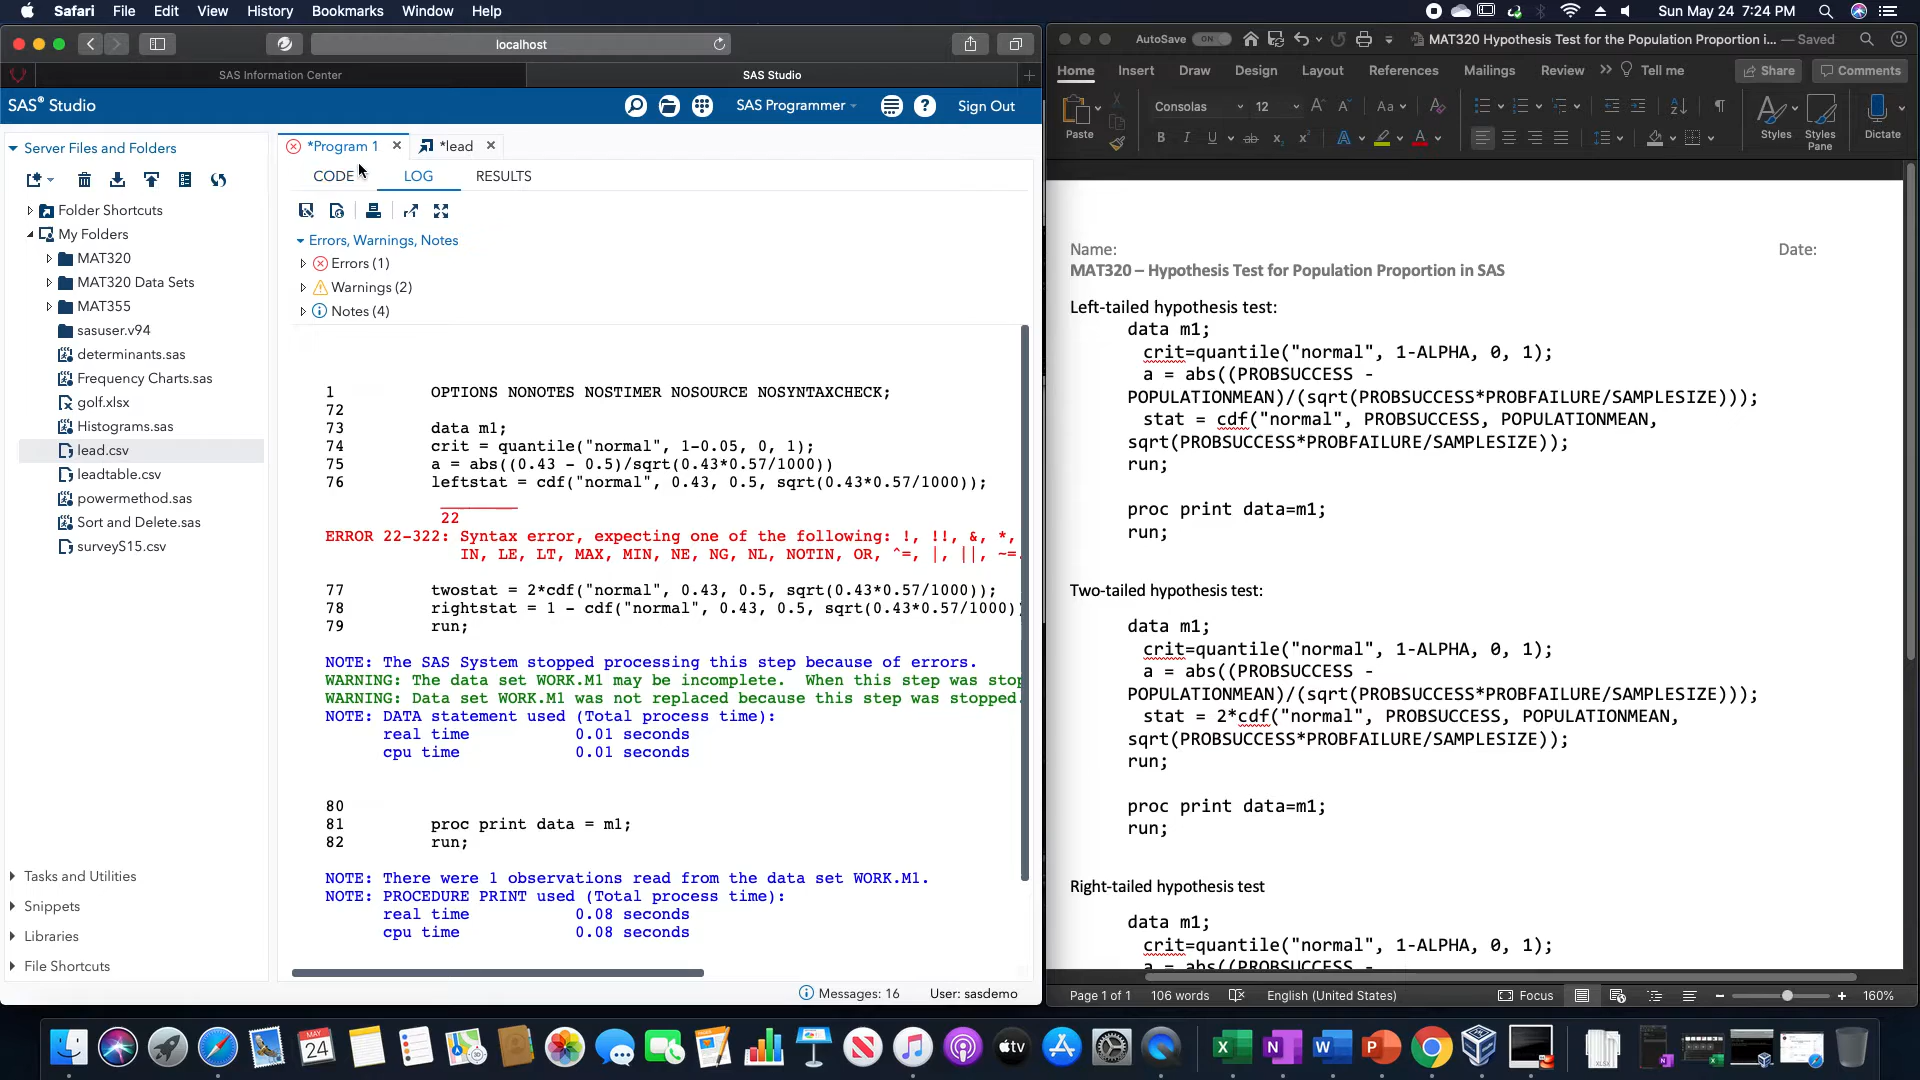 Safari File Edit View History Bookmarks Window Help
Sun May 24 7:24 PM
localhost
SAS Information Center
SAS Studio
SAS® Studio
SAS Programmer
Sign Out
Server Files and Folders
Folder Shortcuts
My Folders
MAT320
MAT320 Data Sets
MAT355
sasuser.v94
determinants.sas
Frequency Charts.sas
golf.xlsx
Histograms.sas
lead.csv
leadtable.csv
powermethod.sas
Sort and Delete.sas
surveyS15.csv
Tasks and Utilities
Snippets
Libraries
File Shortcuts
*Program 1
*lead
CODE
LOG
RESULTS
Errors, Warnings, Notes
Errors (1)
Warnings (2)
Notes (4)
1 OPTIONS NONOTES NOSTIMER NOSOURCE NOSYNTAXCHECK;
72
73 data m1;
74 crit = quantile("normal", 1-0.05, 0, 1);
75 a = abs((0.43 - 0.5)/sqrt(0.43*0.57/1000))
76 leftstat = cdf("normal", 0.43, 0.5, sqrt(0.43*0.57/1000));
________
22
ERROR 22-322: Syntax error, expecting one of the following: !, !!, &, *,
IN, LE, LT, MAX, MIN, NE, NG, NL, NOTIN, OR, ^=, |, ||, ~=
77 twostat = 2*cdf("normal", 0.43, 0.5, sqrt(0.43*0.57/1000));
78 rightstat = 1 - cdf("normal", 0.43, 0.5, sqrt(0.43*0.57/1000)
79 run;
NOTE: The SAS System stopped processing this step because of errors.
WARNING: The data set WORK.M1 may be incomplete.  When this step was stop
WARNING: Data set WORK.M1 was not replaced because this step was stopped.
NOTE: DATA statement used (Total process time):
real time 0.01 seconds
cpu time 0.01 seconds
80
81 proc print data = m1;
82 run;
NOTE: There were 1 observations read from the data set WORK.M1.
NOTE: PROCEDURE PRINT used (Total process time):
real time 0.08 seconds
cpu time 0.08 seconds
Messages: 16
User: sasdemo
AutoSave ON
MAT320 Hypothesis Test for the Population Proportion i... — Saved
Home Insert Draw Design Layout References Mailings Review Tell me
Share
Comments
Paste
Consolas
12
Styles
Styles Pane
Dictate
Name:
Date:
MAT320 – Hypothesis Test for Population Proportion in SAS
Left-tailed hypothesis test:
data m1;
crit=quantile("normal", 1-ALPHA, 0, 1);
a = abs((PROBSUCCESS -
POPULATIONMEAN)/(sqrt(PROBSUCCESS*PROBFAILURE/SAMPLESIZE)));
stat = cdf("normal", PROBSUCCESS, POPULATIONMEAN,
sqrt(PROBSUCCESS*PROBFAILURE/SAMPLESIZE));
run;
proc print data=m1;
run;
Two-tailed hypothesis test:
data m1;
crit=quantile("normal", 1-ALPHA, 0, 1);
a = abs((PROBSUCCESS -
POPULATIONMEAN)/(sqrt(PROBSUCCESS*PROBFAILURE/SAMPLESIZE)));
stat = 2*cdf("normal", PROBSUCCESS, POPULATIONMEAN,
sqrt(PROBSUCCESS*PROBFAILURE/SAMPLESIZE));
run;
proc print data=m1;
run;
Right-tailed hypothesis test
data m1;
crit=quantile("normal", 1-ALPHA, 0, 1);
a = abs((PROBSUCCESS -
Page 1 of 1
106 words
English (United States)
Focus
160%
MAY
24
tv